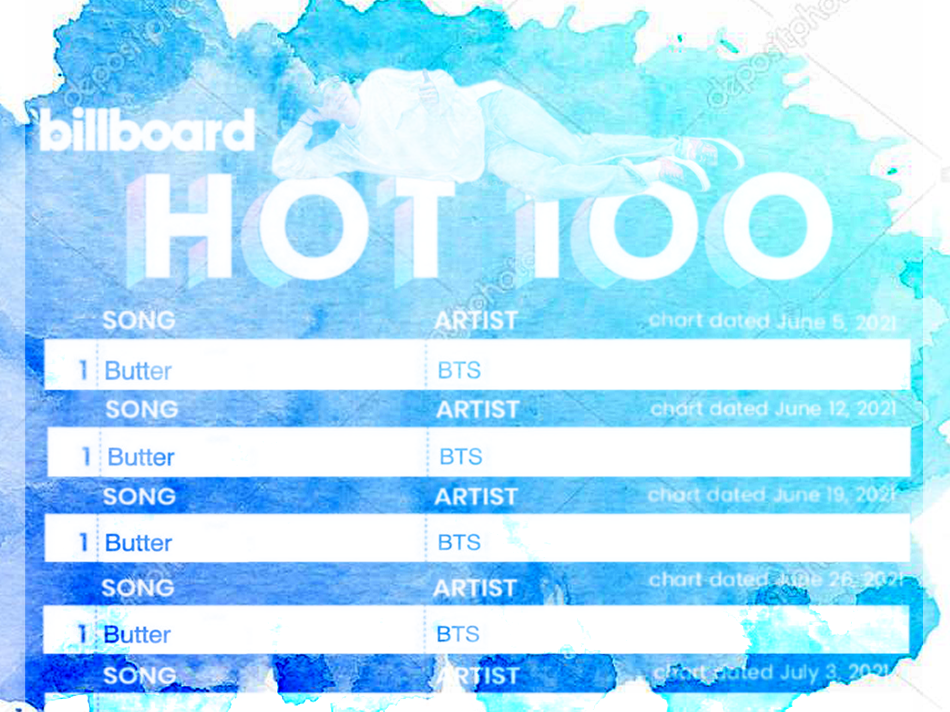 billboard
HOT 100
SONG ARTIST chart dated June 5, 2021
1 Butter BTS
SONG ARTIST chart dated June 12, 2021
1 Butter BTS
SONG ARTIST chart dated June 19, 2021
1 Butter BTS
SONG ARTIST chart dated June 26, 2021
1 Butter BTS
SONG ARTIST chart dated July 3, 2021